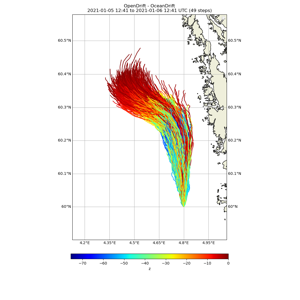 OpenDrift - OceanDrift
2021-01-05 12:41 to 2021-01-06 12:41 UTC (49 steps)
60.5°N 60.5°N
60.4°N 60.4°N
60.3°N 60.3°N
60.2°N 60.2°N
60.1°N 60.1°N
60°N 60°N
4.2°E 4.35°E 4.5°E 4.65°E 4.8°E 4.95°E
−70 −60 −50 −40 −30 −20 −10 0
z